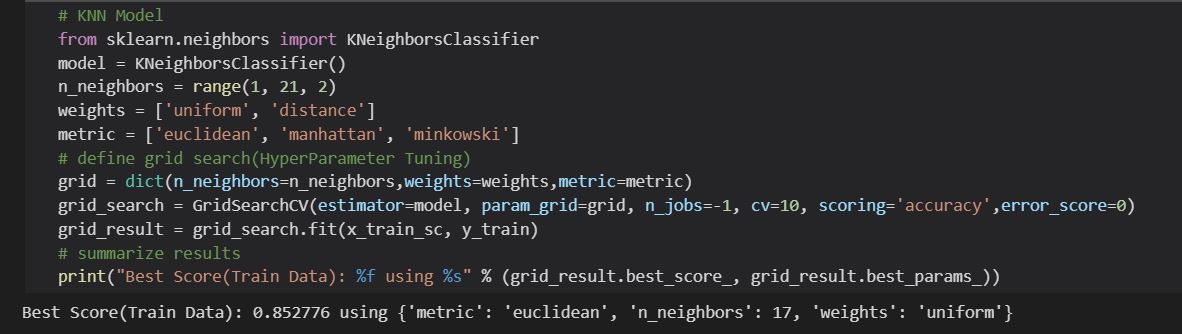 # KNN Model
from sklearn.neighbors import KNeighborsClassifier
model = KNeighborsClassifier()
n_neighbors = range(1, 21, 2)
weights = ['uniform', 'distance']
metric = ['euclidean', 'manhattan', 'minkowski']
# define grid search(HyperParameter Tuning)
grid = dict(n_neighbors=n_neighbors,weights=weights,metric=metric)
grid_search = GridSearchCV(estimator=model, param_grid=grid, n_jobs=-1, cv=10, scoring='accuracy',error_score=0)
grid_result = grid_search.fit(x_train_sc, y_train)
# summarize results
print("Best Score(Train Data): %f using %s" % (grid_result.best_score_, grid_result.best_params_))
Best Score(Train Data): 0.852776 using {'metric': 'euclidean', 'n_neighbors': 17, 'weights': 'uniform'}